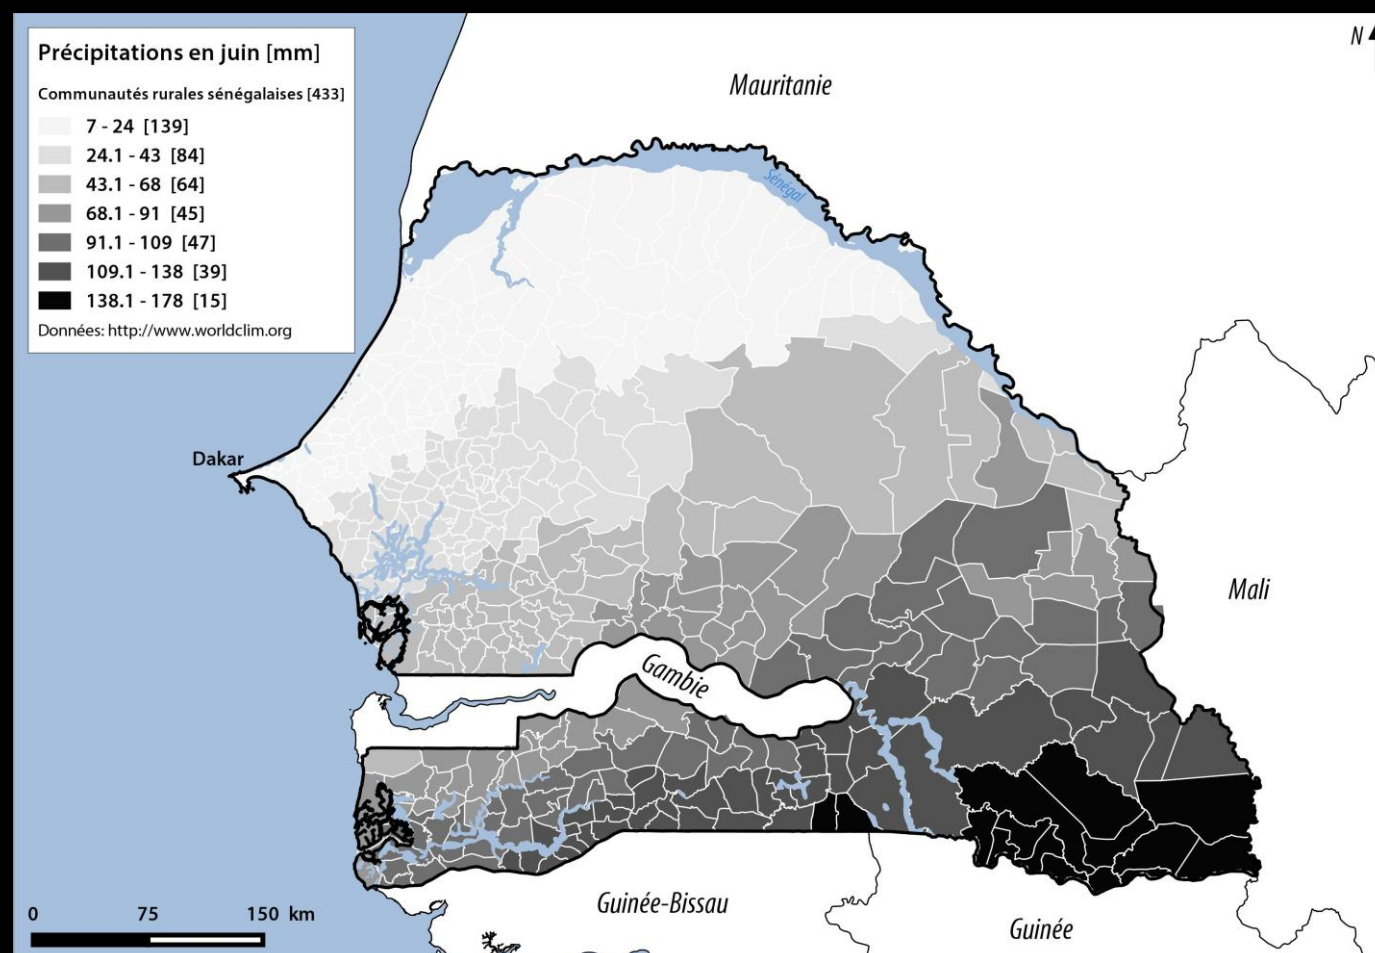 Précipitations en juin [mm]
Communautés rurales sénégalaises [433]
7 - 24 [139]
24.1 - 43 [84]
43.1 - 68 [64]
68.1 - 91 [45]
91.1 - 109 [47]
109.1 - 138 [39]
138.1 - 178 [15]
Données: http://www.worldclim.org
N
Mauritanie
Sénégal
Dakar
Mali
Gambie
Guinée-Bissau
Guinée
0 75 150 km